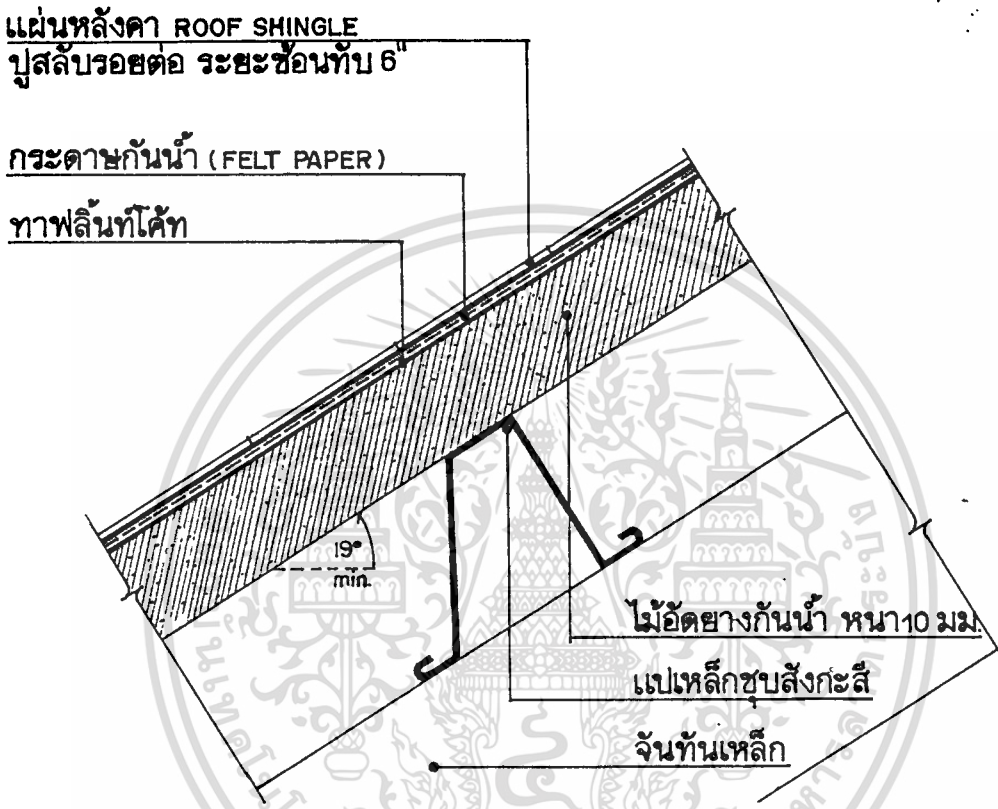 แผ่นหลังคา ROOF SHINGLE
ปูสลับรอยต่อ ระยะซ้อนทับ 6"
กระดาษกันน้ำ (FELT PAPER)
ทาฟลิ้นท์โค้ท
19°
min.
ไม้อัดยางกันน้ำ หนา 10 มม.
แปเหล็กชุบสังกะสี
จันทันเหล็ก